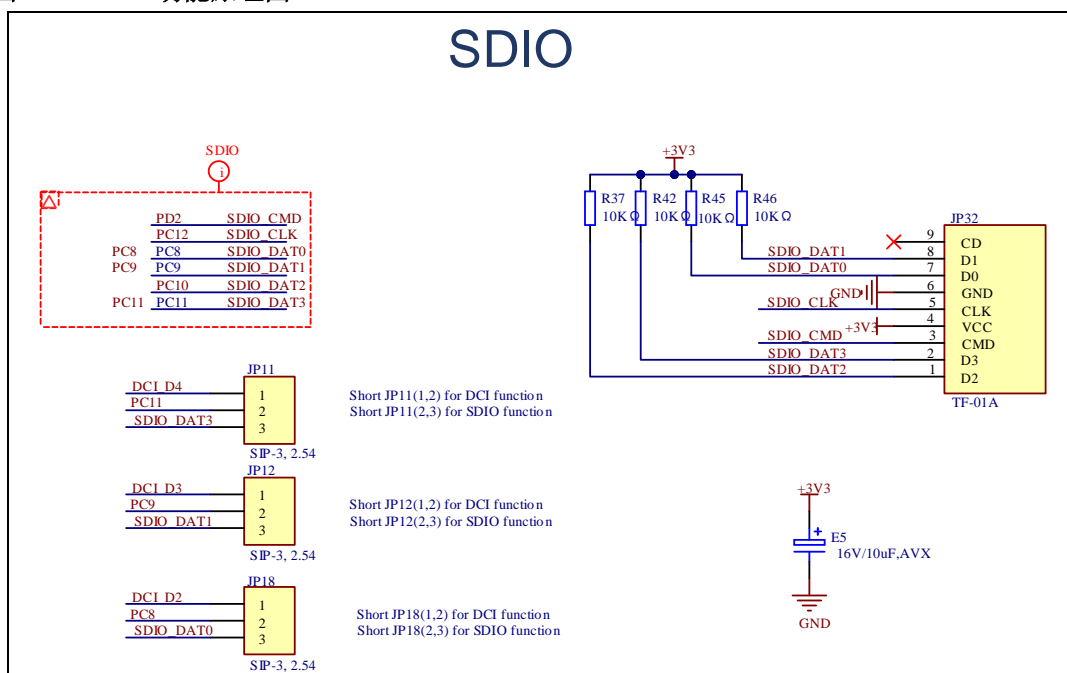 SDIO
SDIO
i
PD2 SDIO_CMD
PC12 SDIO_CLK
PC8 PC8 SDIO_DAT0
PC9 PC9 SDIO_DAT1
PC10 SDIO_DAT2
PC11 PC11 SDIO_DAT3
+3V3
R37 R42 R45 R46
10KΩ 10KΩ 10KΩ 10KΩ
JP32
9 CD
SDIO_DAT1 8 D1
SDIO_DAT0 7 D0
GND 6 GND
SDIO_CLK 5 CLK
+3V3 4 VCC
SDIO_CMD 3 CMD
SDIO_DAT3 2 D3
SDIO_DAT2 1 D2
TF-01A
JP11
DCI_D4 1
PC11 2
SDIO_DAT3 3
SIP-3, 2.54
Short JP11(1,2) for DCI function
Short JP11(2,3) for SDIO function
JP12
DCI_D3 1
PC9 2
SDIO_DAT1 3
SIP-3, 2.54
Short JP12(1,2) for DCI function
Short JP12(2,3) for SDIO function
JP18
DCI_D2 1
PC8 2
SDIO_DAT0 3
SIP-3, 2.54
Short JP18(1,2) for DCI function
Short JP18(2,3) for SDIO function
+3V3
+
E5
16V/10uF,AVX
GND